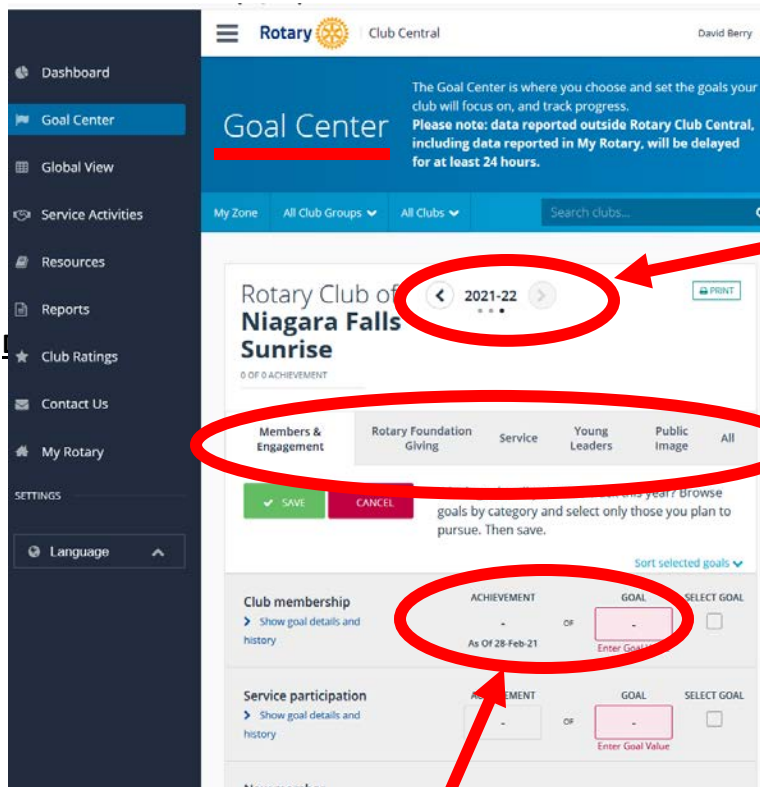 Rotary Club Central
David Berry
Dashboard
Goal Center
Global View
Service Activities
Resources
Reports
Club Ratings
Contact Us
My Rotary
SETTINGS
Language
Goal Center
The Goal Center is where you choose and set the goals your
club will focus on, and track progress.
Please note: data reported outside Rotary Club Central,
including data reported in My Rotary, will be delayed
for at least 24 hours.
My Zone All Club Groups All Clubs Search clubs...
Rotary Club of
Niagara Falls
Sunrise
0 OF 0 ACHIEVEMENT
2021-22
PRINT
Members &
Engagement
Rotary Foundation
Giving
Service
Young
Leaders
Public
Image
All
SAVE
CANCEL
this year? Browse
goals by category and select only those you plan to
pursue. Then save.
Sort selected goals
Club membership
Show goal details and
history
ACHIEVEMENT
-
As Of 28-Feb-21
OF
GOAL
-
Enter Goal
SELECT GOAL
Service participation
Show goal details and
history
-
OF
GOAL
-
Enter Goal Value
SELECT GOAL